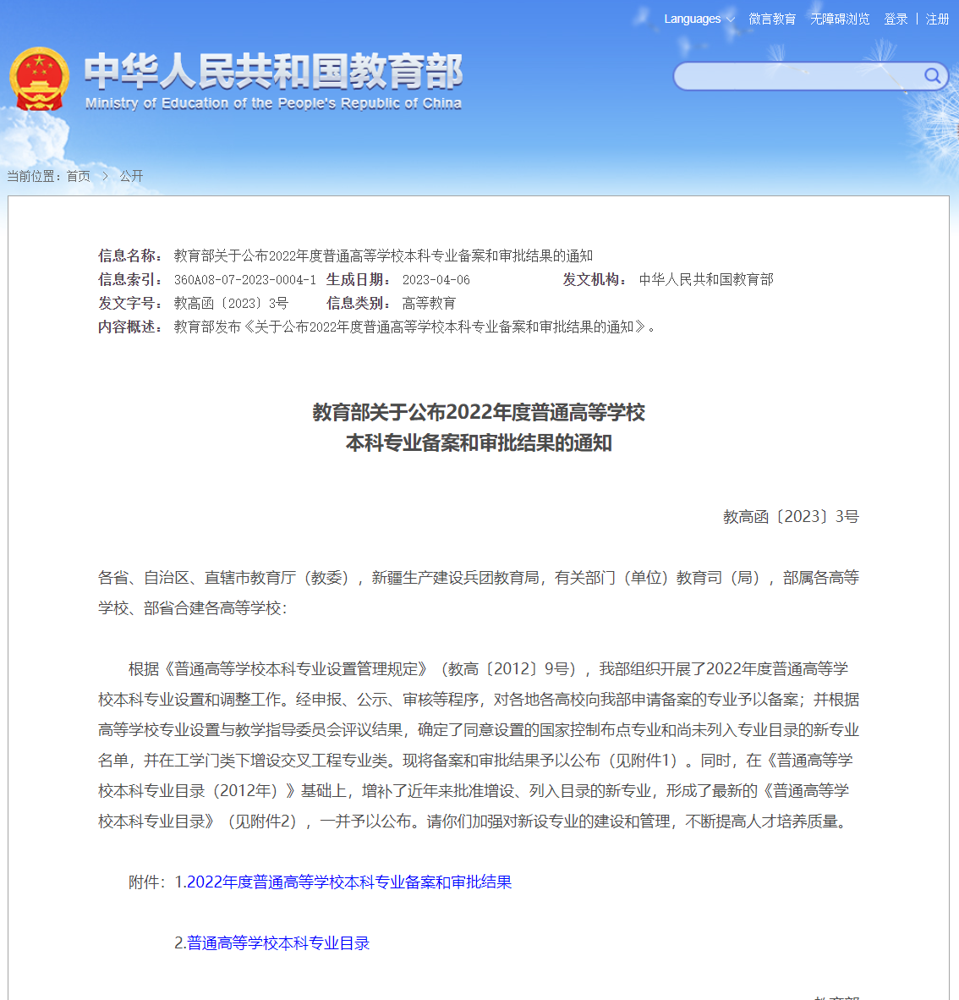 Languages 微言教育 无障碍浏览 登录 | 注册
中华人民共和国教育部
Ministry of Education of the People's Republic of China
当前位置：首页 > 公开
信息名称： 教育部关于公布2022年度普通高等学校本科专业备案和审批结果的通知
信息索引： 360A08-07-2023-0004-1 生成日期： 2023-04-06 发文机构： 中华人民共和国教育部
发文字号： 教高函〔2023〕3号 信息类别： 高等教育
内容概述： 教育部发布《关于公布2022年度普通高等学校本科专业备案和审批结果的通知》。
教育部关于公布2022年度普通高等学校
本科专业备案和审批结果的通知
教高函〔2023〕3号
各省、自治区、直辖市教育厅（教委），新疆生产建设兵团教育局，有关部门（单位）教育司（局），部属各高等
学校、部省合建各高等学校：
根据《普通高等学校本科专业设置管理规定》（教高〔2012〕9号），我部组织开展了2022年度普通高等学
校本科专业设置和调整工作。经申报、公示、审核等程序，对各地各高校向我部申请备案的专业予以备案；并根据
高等学校专业设置与教学指导委员会评议结果，确定了同意设置的国家控制布点专业和尚未列入专业目录的新专业
名单，并在工学门类下增设交叉工程专业类。现将备案和审批结果予以公布（见附件1）。同时，在《普通高等学
校本科专业目录（2012年）》基础上，增补了近年来批准增设、列入目录的新专业，形成了最新的《普通高等学
校本科专业目录》（见附件2），一并予以公布。请你们加强对新设专业的建设和管理，不断提高人才培养质量。
附件：1.2022年度普通高等学校本科专业备案和审批结果
2.普通高等学校本科专业目录